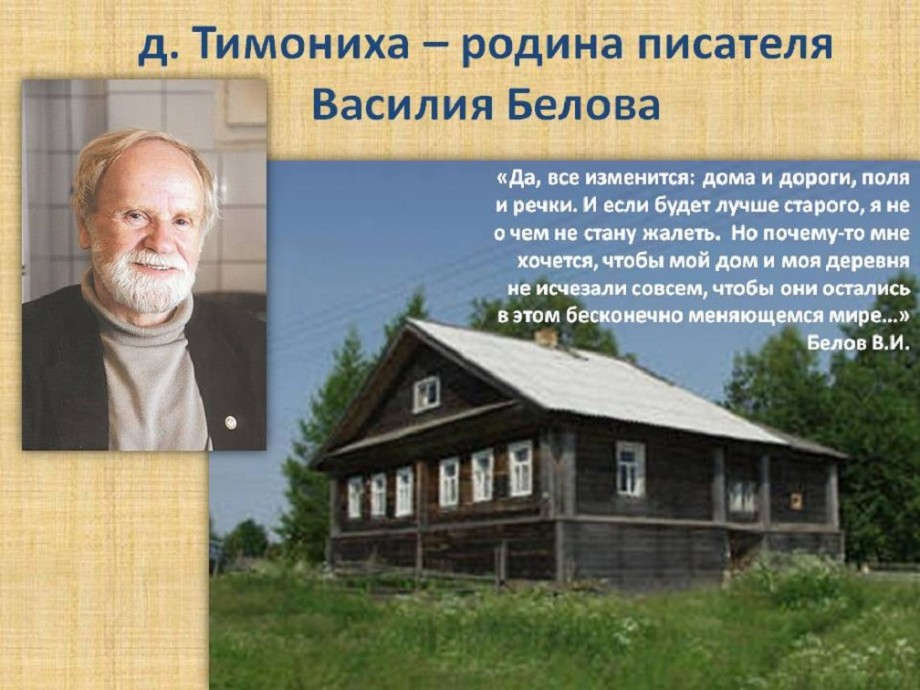 д. Тимониха – родина писателя
Василия Белова
«Да, все изменится: дома и дороги, поля
и речки. И если будет лучше старого, я не
о чем не стану жалеть. Но почему-то мне
хочется, чтобы мой дом и моя деревня
не исчезали совсем, чтобы они остались
в этом бесконечно меняющемся мире...»
Белов В.И.